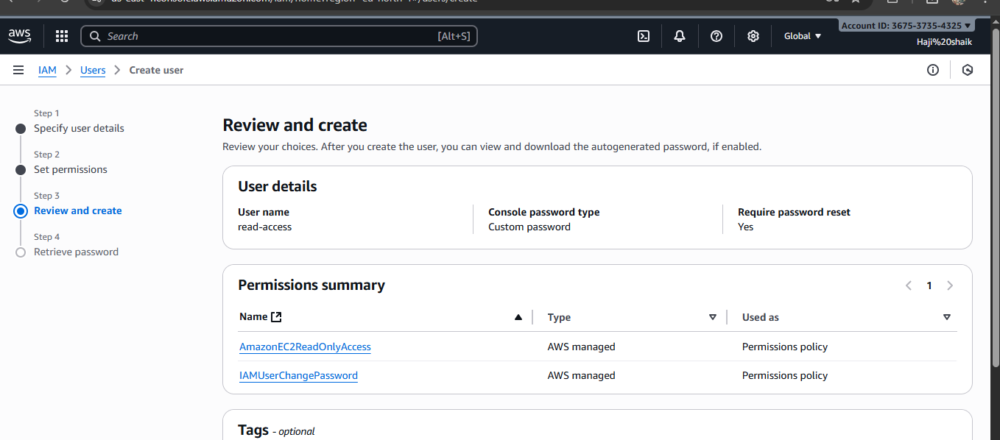 aws
Search
[Alt+S]
Global
Account ID: 3675-3735-4325
Haji%20shaik
IAM
Users
Create user
Step 1
Specify user details
Step 2
Set permissions
Step 3
Review and create
Step 4
Retrieve password
Review and create
Review your choices. After you create the user, you can view and download the autogenerated password, if enabled.
User details
User name
read-access
Console password type
Custom password
Require password reset
Yes
Permissions summary
1
Name
Type
Used as
AmazonEC2ReadOnlyAccess
AWS managed
Permissions policy
IAMUserChangePassword
AWS managed
Permissions policy
Tags - optional